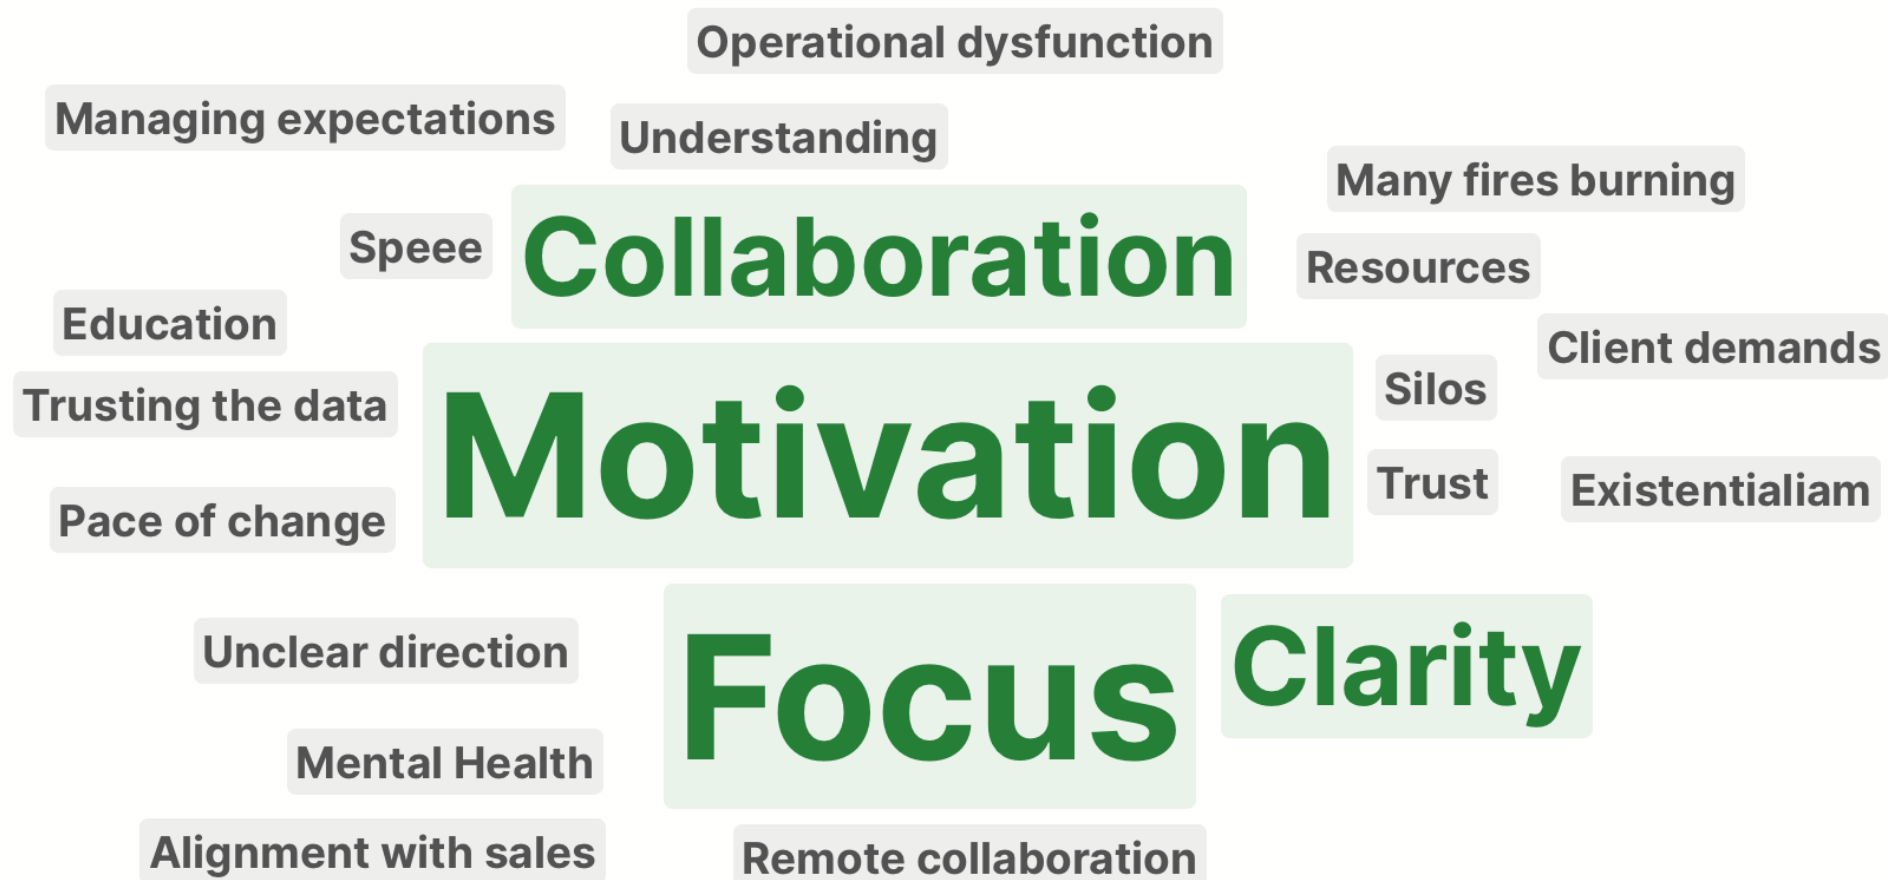 Operational dysfunction
Managing expectations
Understanding
Many fires burning
Speee
Collaboration
Resources
Education
Client demands
Trusting the data
Motivation
Silos
Trust
Existentialiam
Pace of change
Unclear direction
Focus
Clarity
Mental Health
Alignment with sales
Remote collaboration